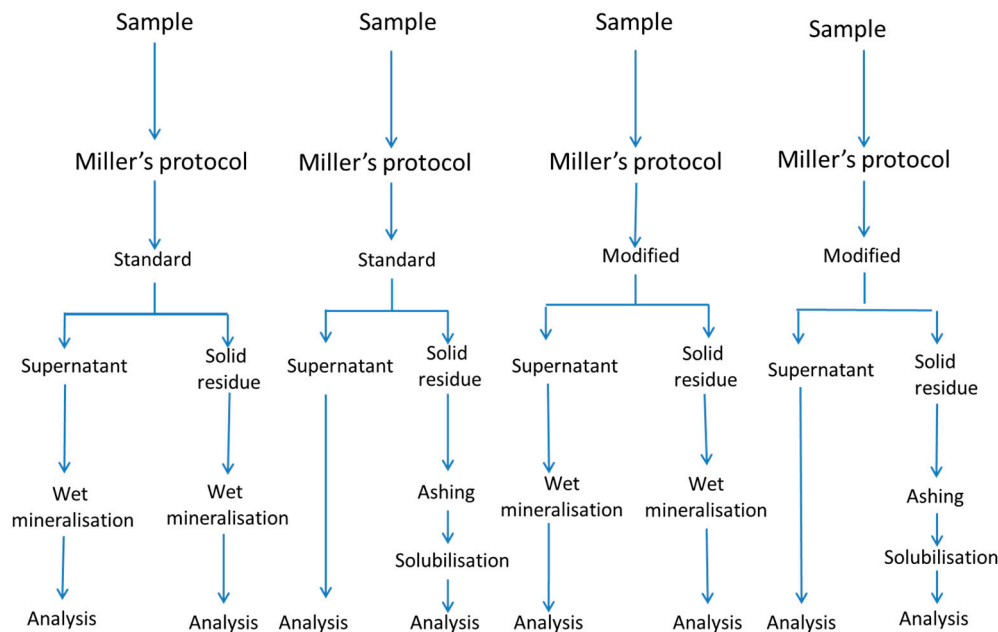 Sample
Sample
Sample
Sample
Miller's protocol
Miller's protocol
Miller's protocol
Miller's protocol
Standard
Standard
Modified
Modified
Supernatant
Solid
residue
Supernatant
Solid
residue
Supernatant
Solid
residue
Supernatant
Solid
residue
Wet
mineralisation
Wet
mineralisation
Ashing
Wet
mineralisation
Wet
mineralisation
Ashing
Solubilisation
Solubilisation
Analysis
Analysis
Analysis
Analysis
Analysis
Analysis
Analysis
Analysis